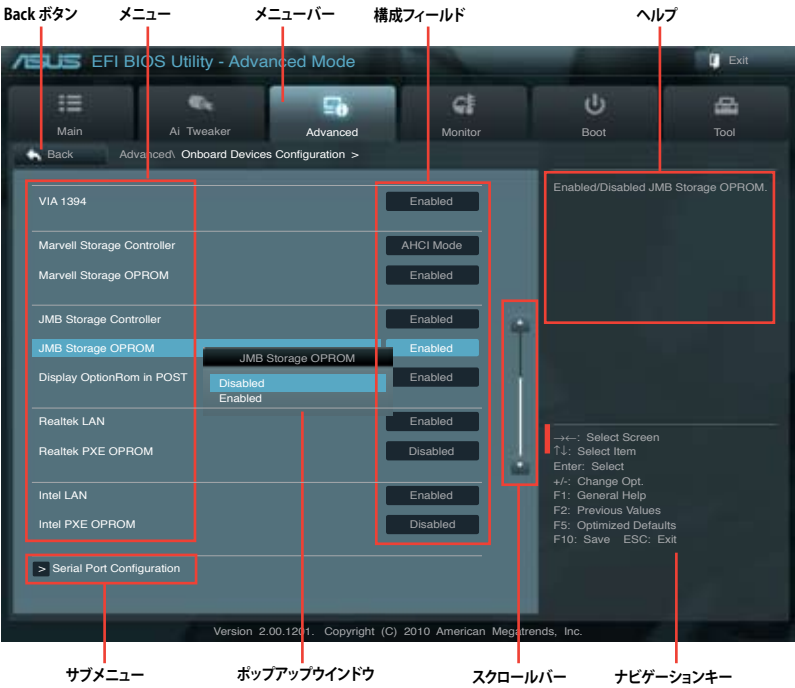 Back ボタン
メニュー
メニューバー
構成フィールド
ヘルプ
ASUS EFI BIOS Utility - Advanced Mode
Exit
Main
Ai Tweaker
Advanced
Monitor
Boot
Tool
Back
Advanced\ Onboard Devices Configuration >
Enabled/Disabled JMB Storage OPROM.
VIA 1394 Enabled
Marvell Storage Controller AHCI Mode
Marvell Storage OPROM Enabled
JMB Storage Controller Enabled
JMB Storage OPROM Enabled
JMB Storage OPROM
Disabled
Enabled
Display OptionRom in POST Enabled
Realtek LAN Enabled
Realtek PXE OPROM Disabled
Intel LAN Enabled
Intel PXE OPROM Disabled
> Serial Port Configuration
→←: Select Screen
↑↓: Select Item
Enter: Select
+/-: Change Opt.
F1: General Help
F2: Previous Values
F5: Optimized Defaults
F10: Save ESC: Exit
Version 2.00.1201. Copyright (C) 2010 American Megatrends, Inc.
サブメニュー
ポップアップウインドウ
スクロールバー
ナビゲーションキー